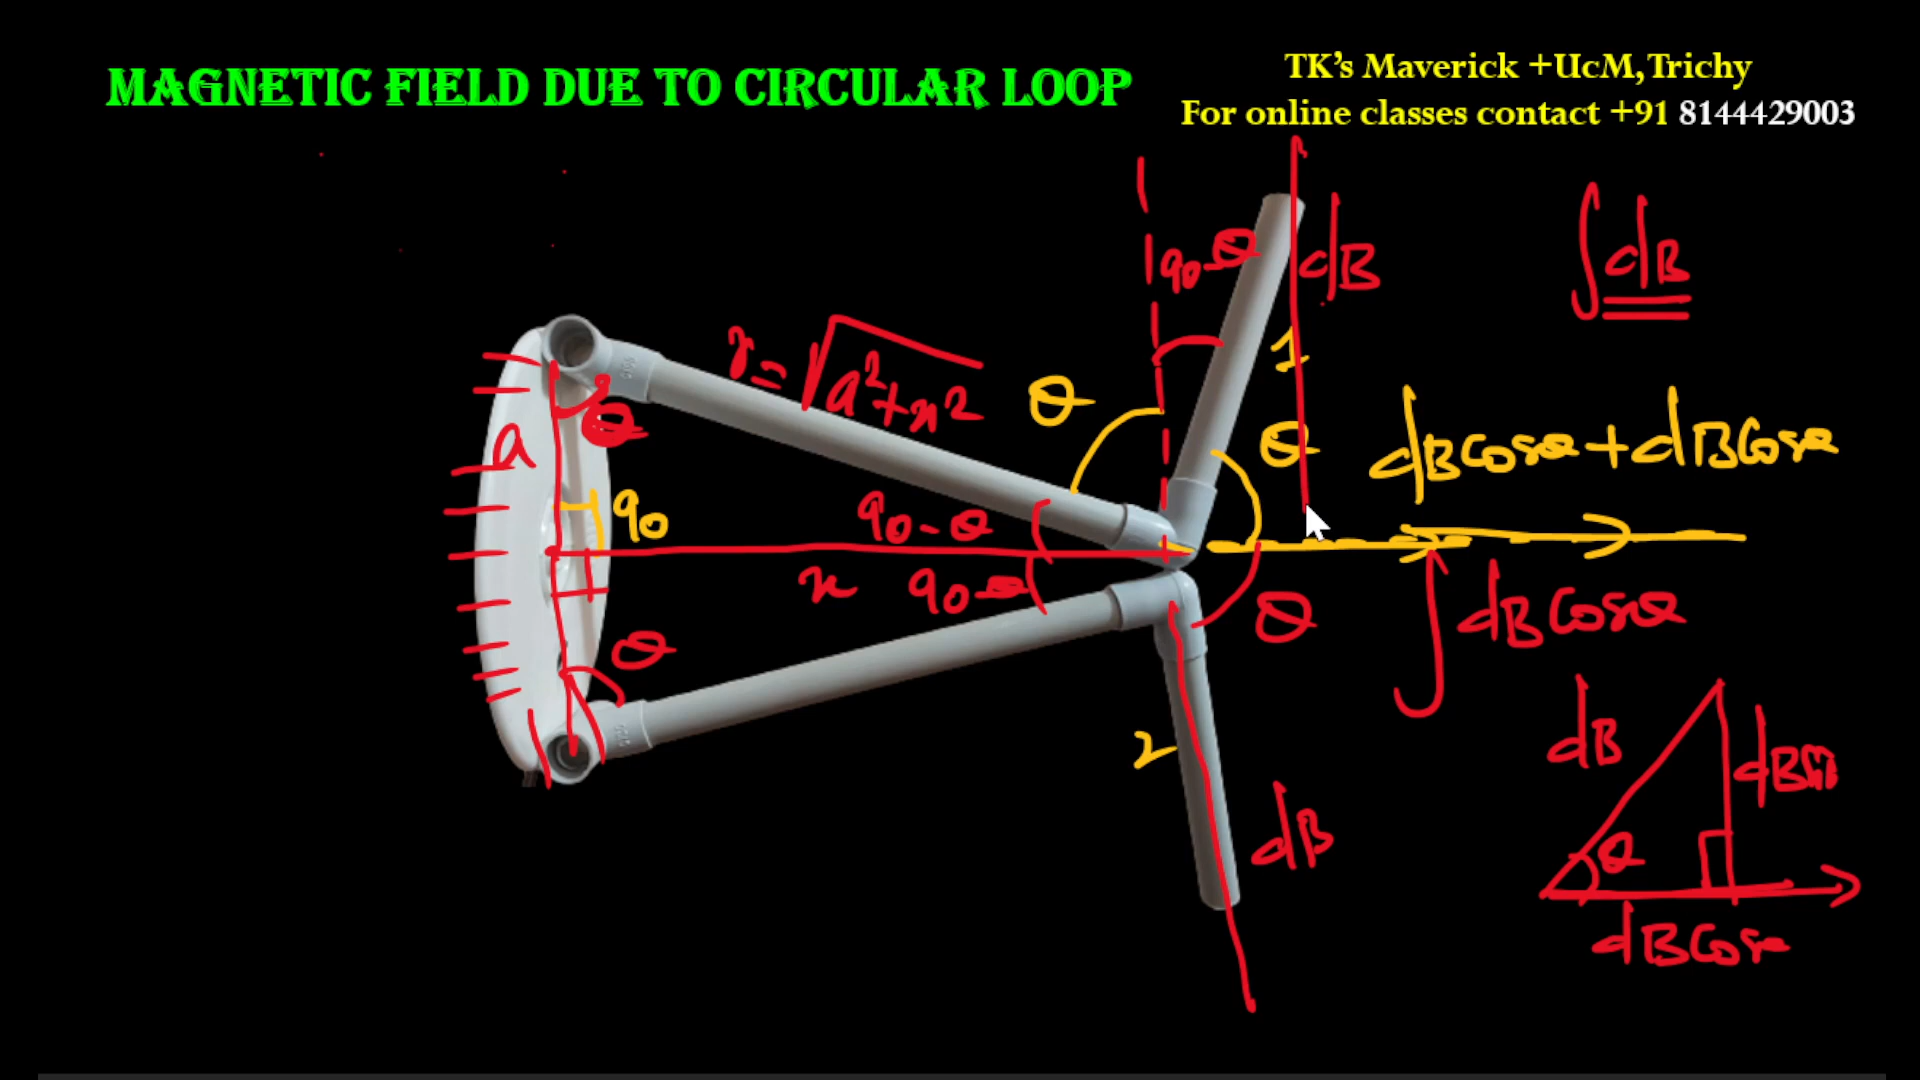 MAGNETIC FIELD DUE TO CIRCULAR LOOP
TK's Maverick +UcM,Trichy
For online classes contact +91 8144429003
90-θ
dB
∫dB
r=√a²+x²
1
θ
θ
a
θ
dBCosθ+dBCosθ
90
90-θ
x
90-θ
θ
∫dBCosθ
θ
2
dB
dB
θ
dBCosθ